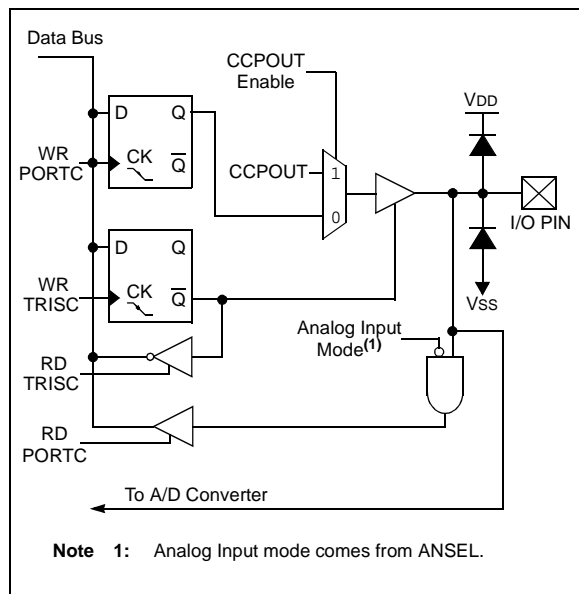 Data Bus
CCPOUT
Enable
VDD
D Q
WR
PORTC
CK
Q
CCPOUT
1
0
I/O PIN
D Q
WR
TRISC
CK
Q
VSS
Analog Input
Mode(1)
RD
TRISC
RD
PORTC
To A/D Converter
Note 1: Analog Input mode comes from ANSEL.